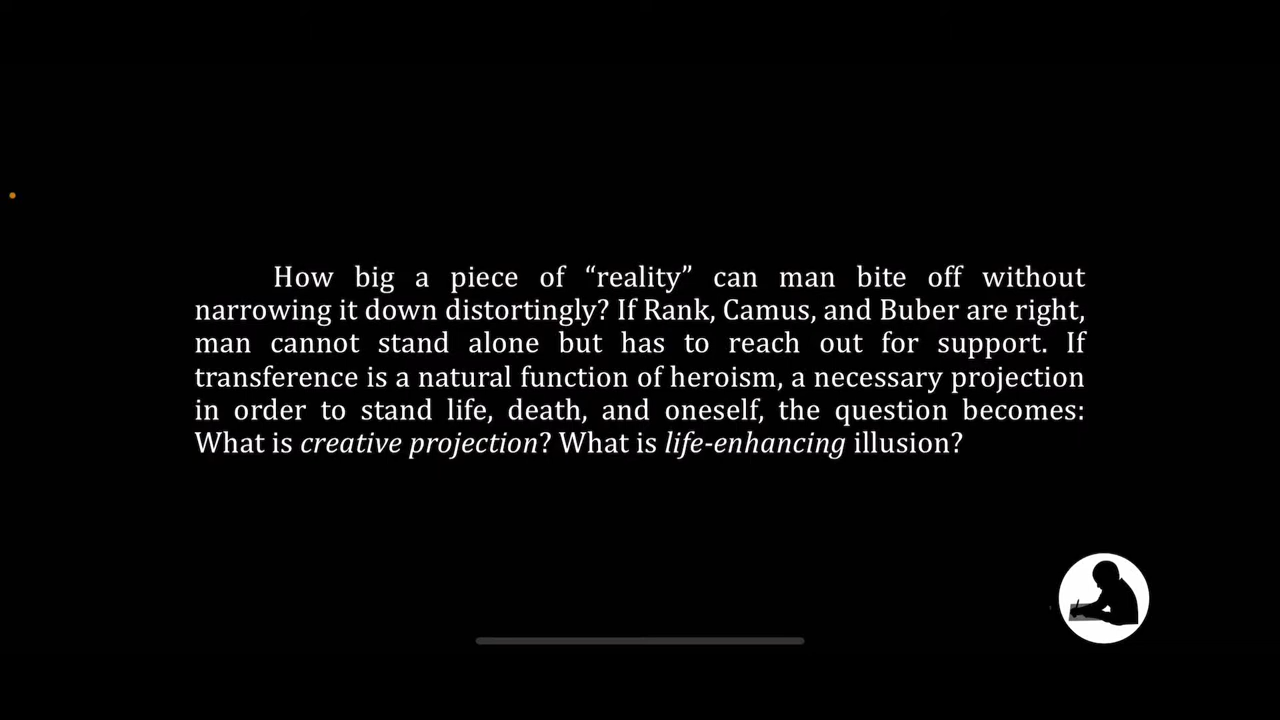 How big a piece of “reality” can man bite off without
narrowing it down distortingly? If Rank, Camus, and Buber are right,
man cannot stand alone but has to reach out for support. If
transference is a natural function of heroism, a necessary projection
in order to stand life, death, and oneself, the question becomes:
What is creative projection? What is life-enhancing illusion?